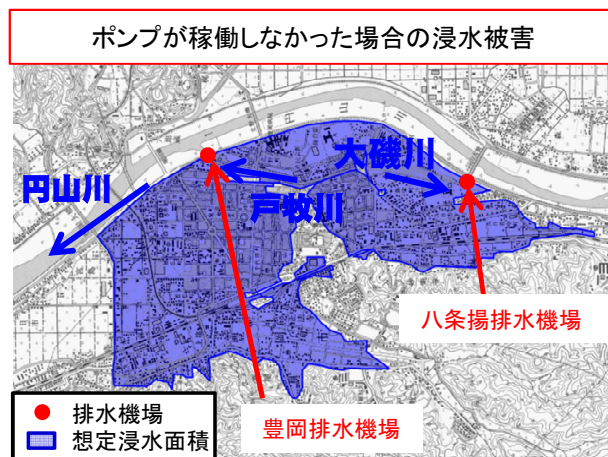 ポンプが稼働しなかった場合の浸水被害
大磯川
円山川
戸牧川
八条揚排水機場
豊岡排水機場
排水機場
想定浸水面積